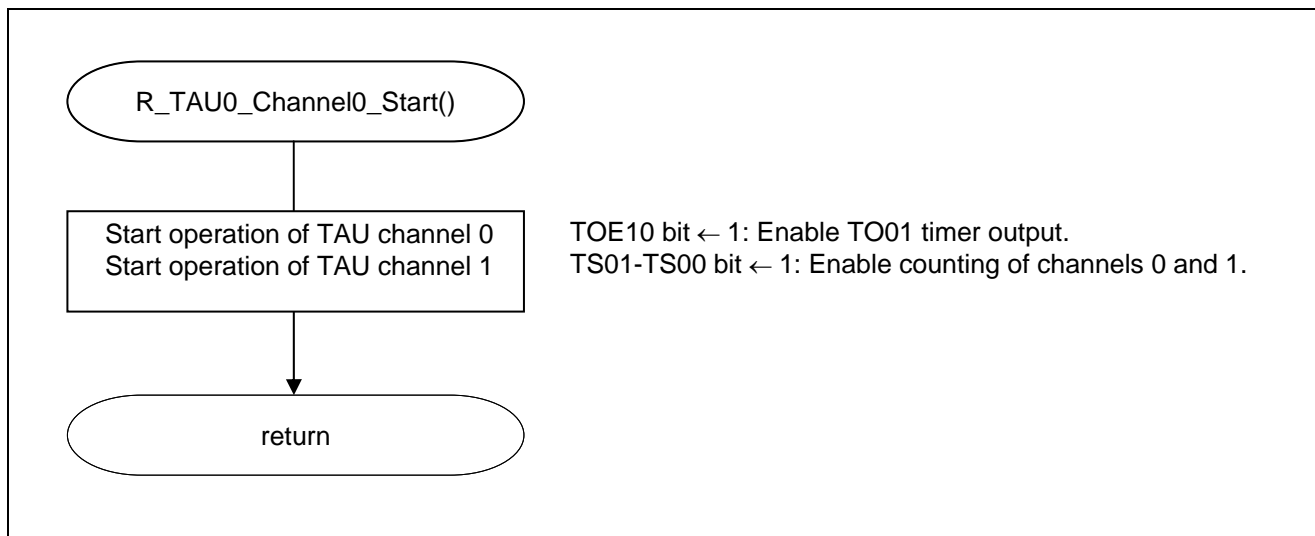 R_TAU0_Channel0_Start()
Start operation of TAU channel 0
Start operation of TAU channel 1
TOE10 bit ← 1: Enable TO01 timer output.
TS01-TS00 bit ← 1: Enable counting of channels 0 and 1.
return